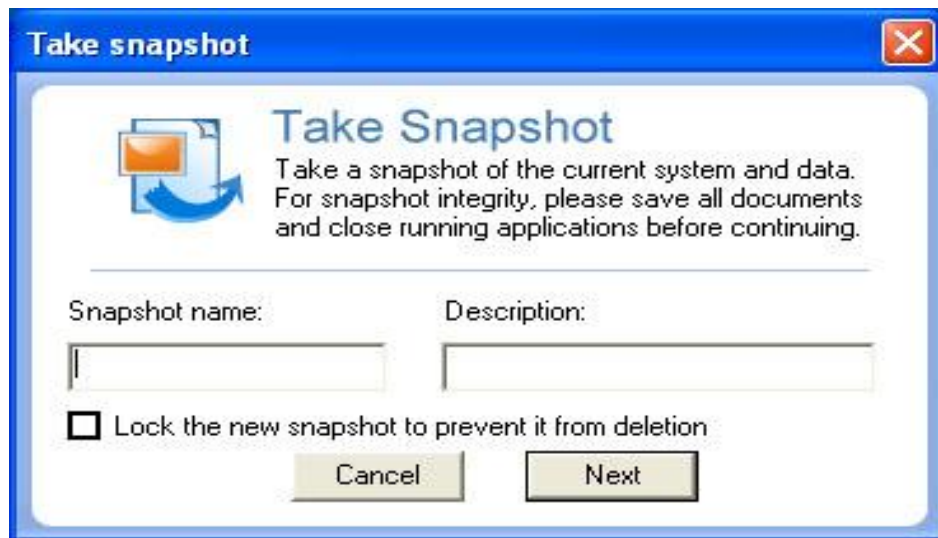 Take snapshot
Take Snapshot
Take a snapshot of the current system and data.
For snapshot integrity, please save all documents
and close running applications before continuing.
Snapshot name: Description:
Lock the new snapshot to prevent it from deletion
Cancel Next